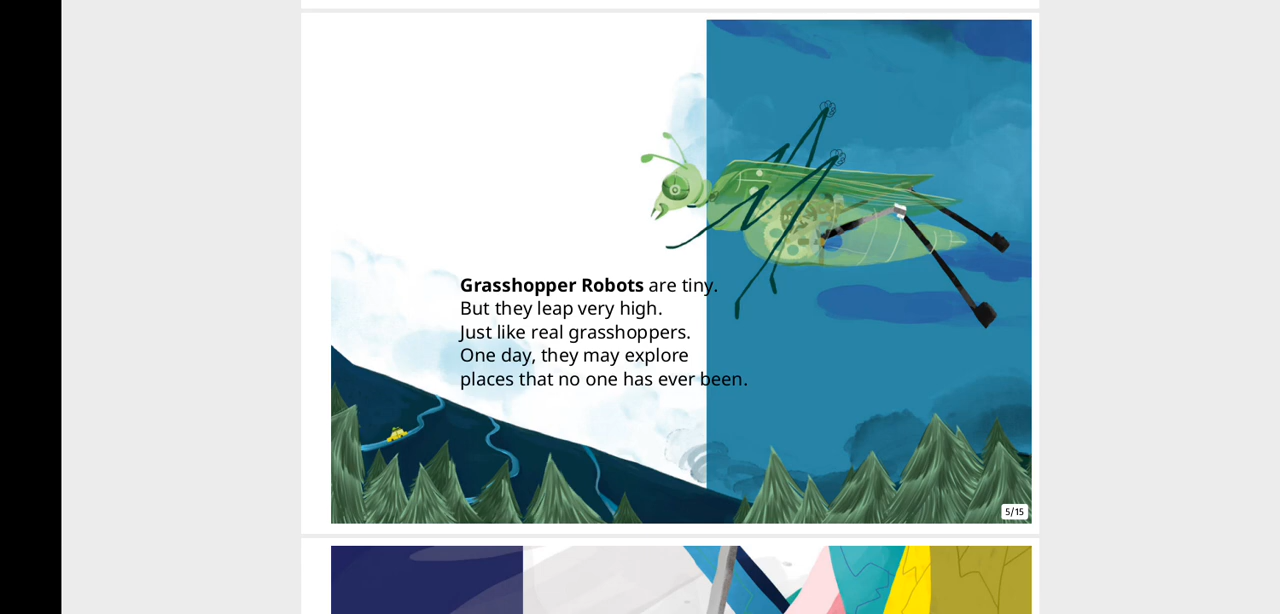 Grasshopper Robots are tiny.
But they leap very high.
Just like real grasshoppers.
One day, they may explore
places that no one has ever been.
5/15